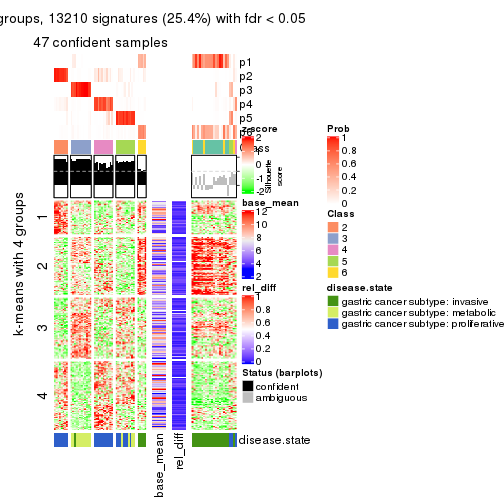 groups, 13210 signatures (25.4%) with fdr < 0.05
47 confident samples
p1
p2
p3
p4
p5
p6
Class
z-score
2
1
0
-1
-2
Silhouette
score
base_mean
12
10
8
6
4
2
rel_diff
1
0.8
0.6
0.4
0.2
0
Status (barplots)
confident
ambiguous
Prob
1
0.8
0.6
0.4
0.2
0
Class
2
3
4
5
6
disease.state
gastric cancer subtype: invasive
gastric cancer subtype: metabolic
gastric cancer subtype: proliferative
k-means with 4 groups
1
2
3
4
disease.state
base_mean
rel_diff